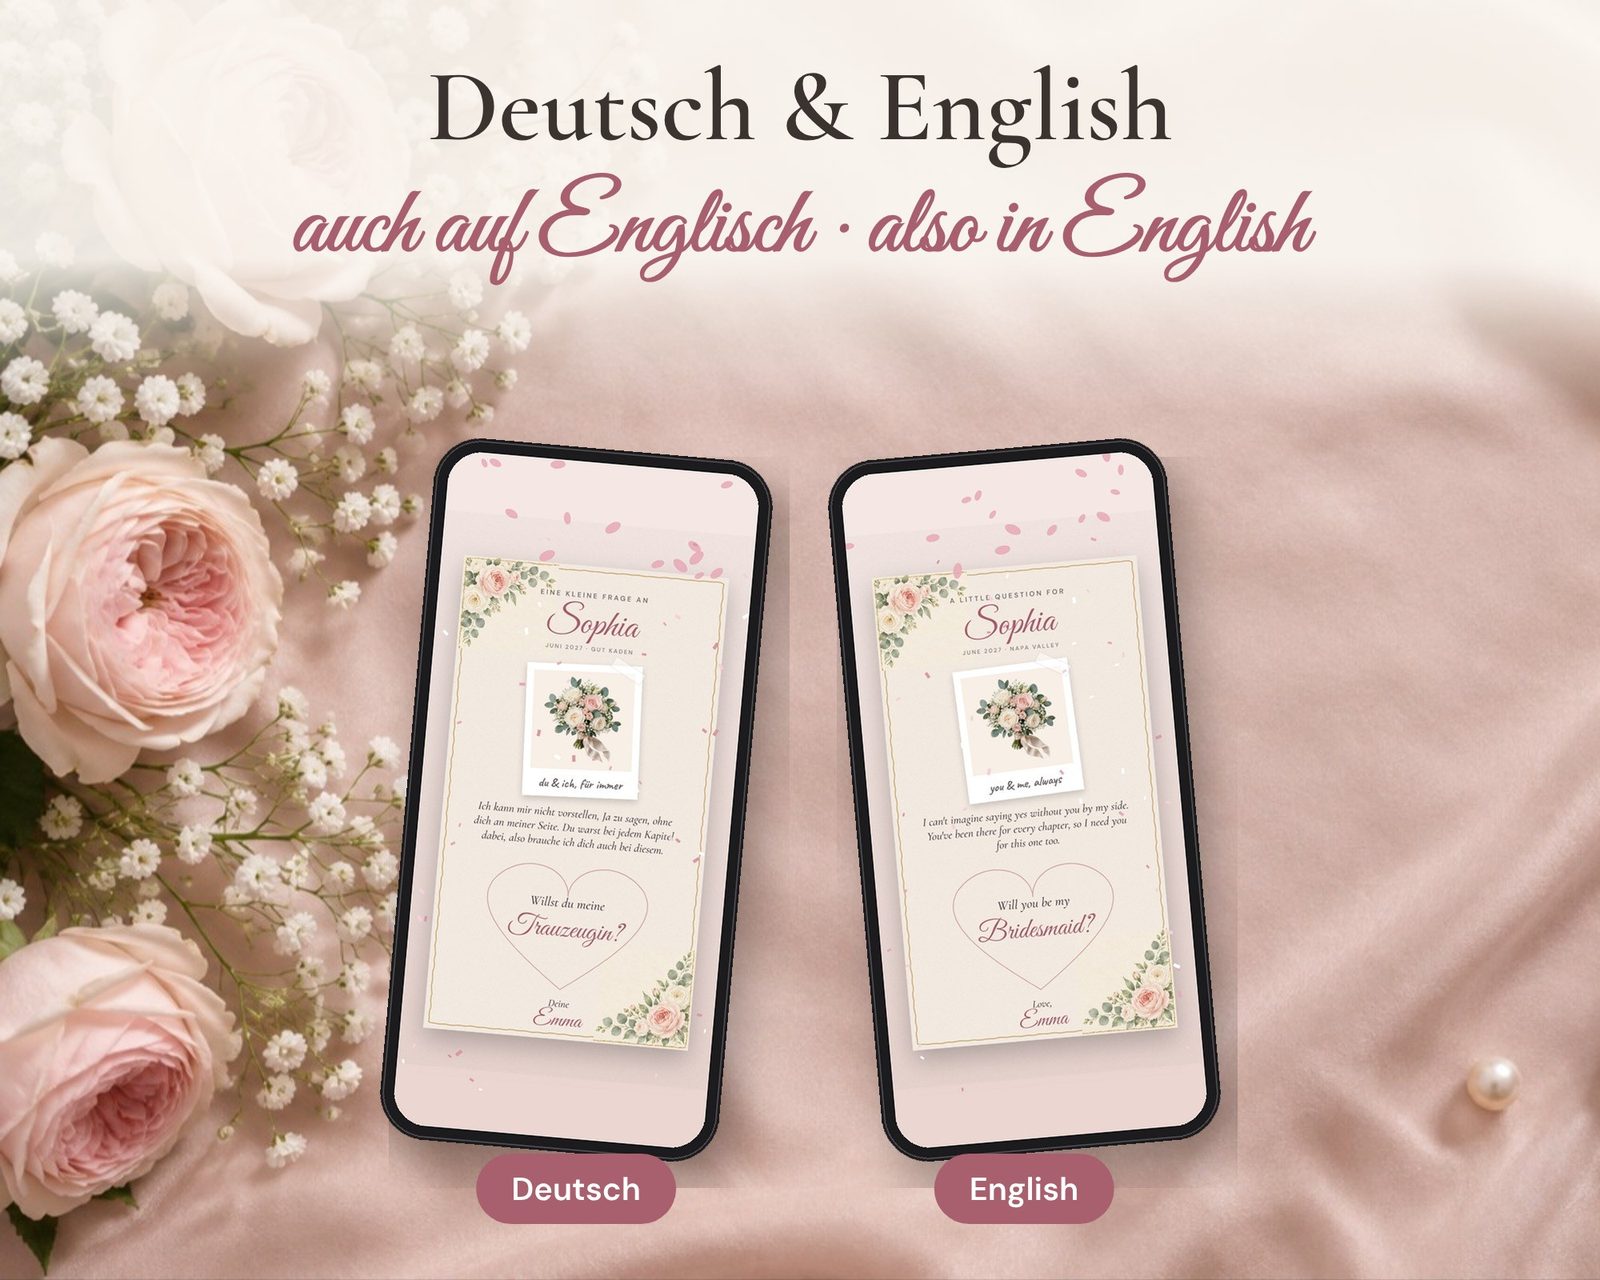 Deutsch & English
auch auf Englisch · also in English
EINE KLEINE FRAGE AN
Sophia
JUNI 2027 · GUT KADEN
du & ich, für immer
Ich kann mir nicht vorstellen, Ja zu sagen, ohne
dich an meiner Seite. Du warst bei jedem Kapitel
dabei, also brauche ich dich auch bei diesem.
Willst du meine
Trauzeugin?
Deine
Emma
Deutsch
A LITTLE QUESTION FOR
Sophia
JUNE 2027 · NAPA VALLEY
you & me, always
I can't imagine saying yes without you by my side.
You've been there for every chapter, so I need you
for this one too.
Will you be my
Bridesmaid?
Love,
Emma
English